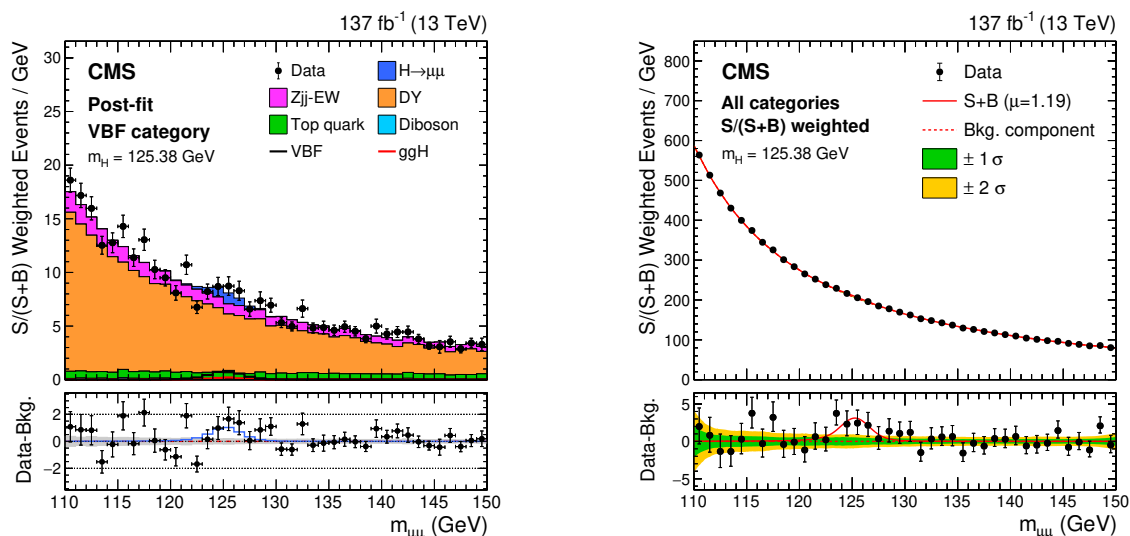 137 fb⁻¹ (13 TeV)
CMS
Post-fit
VBF category
m_H = 125.38 GeV
Data
H→μμ
Zjj-EW
DY
Top quark
Diboson
VBF
ggH
S/(S+B) Weighted Events / GeV
30
25
20
15
10
5
0
Data-Bkg.
2
0
−2
110 115 120 125 130 135 140 145 150
m_μμ (GeV)
137 fb⁻¹ (13 TeV)
CMS
All categories
S/(S+B) weighted
m_H = 125.38 GeV
Data
S+B (μ=1.19)
Bkg. component
± 1 σ
± 2 σ
S/(S+B) Weighted Events / GeV
800
700
600
500
400
300
200
100
0
Data-Bkg.
5
0
−5
110 115 120 125 130 135 140 145 150
m_μμ (GeV)